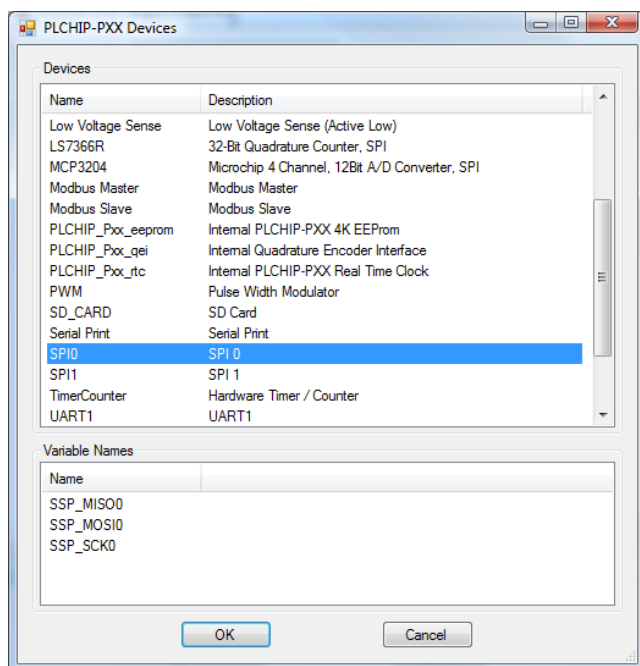 PLCHIP-PXX Devices
Devices
Name Description
Low Voltage Sense Low Voltage Sense (Active Low)
LS7366R 32-Bit Quadrature Counter, SPI
MCP3204 Microchip 4 Channel, 12Bit A/D Converter, SPI
Modbus Master Modbus Master
Modbus Slave Modbus Slave
PLCHIP_Pxx_eeprom Internal PLCHIP-PXX 4K EEProm
PLCHIP_Pxx_qei Internal Quadrature Encoder Interface
PLCHIP_Pxx_rtc Internal PLCHIP-PXX Real Time Clock
PWM Pulse Width Modulator
SD_CARD SD Card
Serial Print Serial Print
SPI0 SPI 0
SPI1 SPI 1
TimerCounter Hardware Timer / Counter
UART1 UART1
Variable Names
Name
SSP_MISO0
SSP_MOSI0
SSP_SCK0
OK Cancel